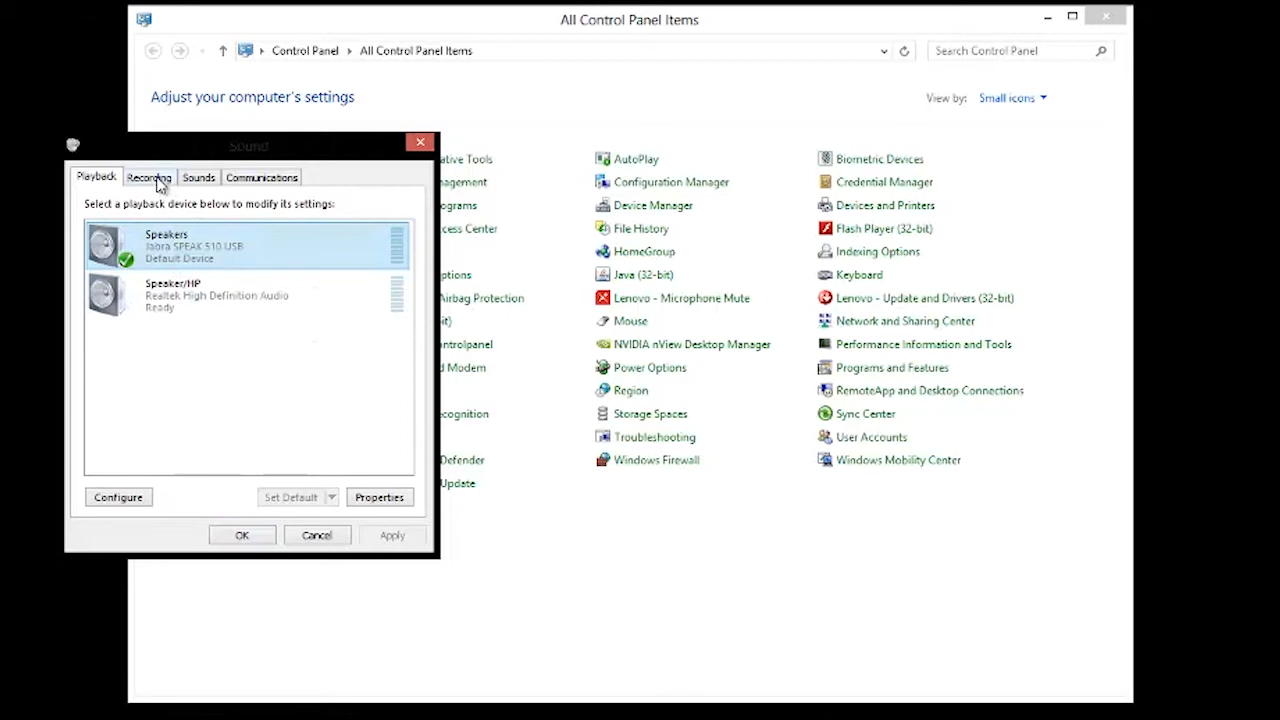 All Control Panel Items
Control Panel
All Control Panel Items
Search Control Panel
Adjust your computer's settings
View by:
Small icons
Sound
Playback
Recording
Sounds
Communications
Select a playback device below to modify its settings:
Speakers
Jabra SPEAK 510 USB
Default Device
Speaker/HP
Realtek High Definition Audio
Ready
Configure
Set Default
Properties
OK
Cancel
Apply
ative Tools
nagement
ograms
cess Center
ptions
Airbag Protection
bit)
ontrolpanel
d Modem
cognition
Defender
Update
AutoPlay
Configuration Manager
Device Manager
File History
HomeGroup
Java (32-bit)
Lenovo - Microphone Mute
Mouse
NVIDIA nView Desktop Manager
Power Options
Region
Storage Spaces
Troubleshooting
Windows Firewall
Biometric Devices
Credential Manager
Devices and Printers
Flash Player (32-bit)
Indexing Options
Keyboard
Lenovo - Update and Drivers (32-bit)
Network and Sharing Center
Performance Information and Tools
Programs and Features
RemoteApp and Desktop Connections
Sync Center
User Accounts
Windows Mobility Center